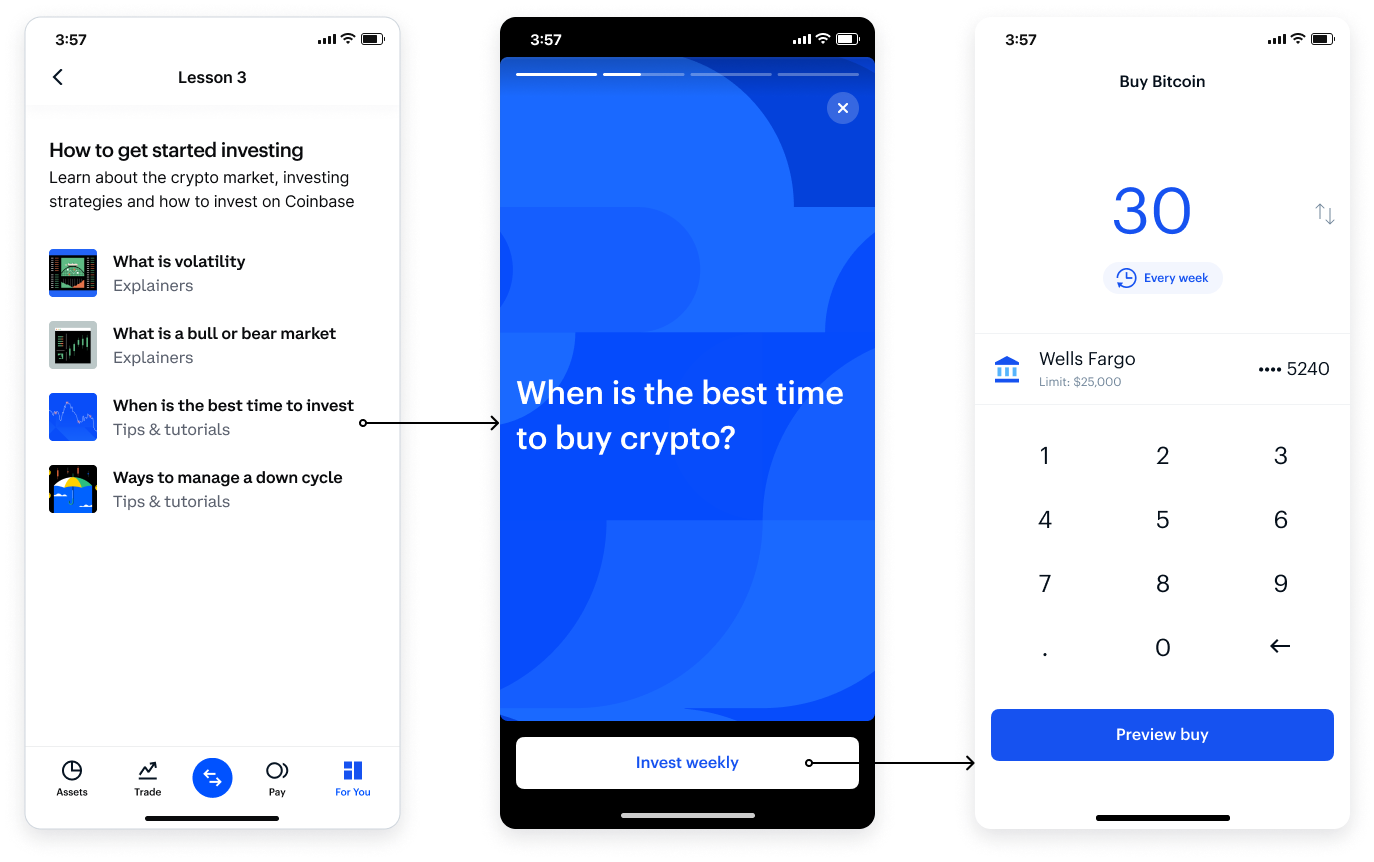 3:57
Lesson 3
How to get started investing
Learn about the crypto market, investing
strategies and how to invest on Coinbase
What is volatility
Explainers
What is a bull or bear market
Explainers
When is the best time to invest
Tips & tutorials
Ways to manage a down cycle
Tips & tutorials
Assets
Trade
Pay
For You
3:57
When is the best time
to buy crypto?
Invest weekly
3:57
Buy Bitcoin
30
Every week
Wells Fargo
•••• 5240
Limit: $25,000
1 2 3
4 5 6
7 8 9
. 0
Preview buy